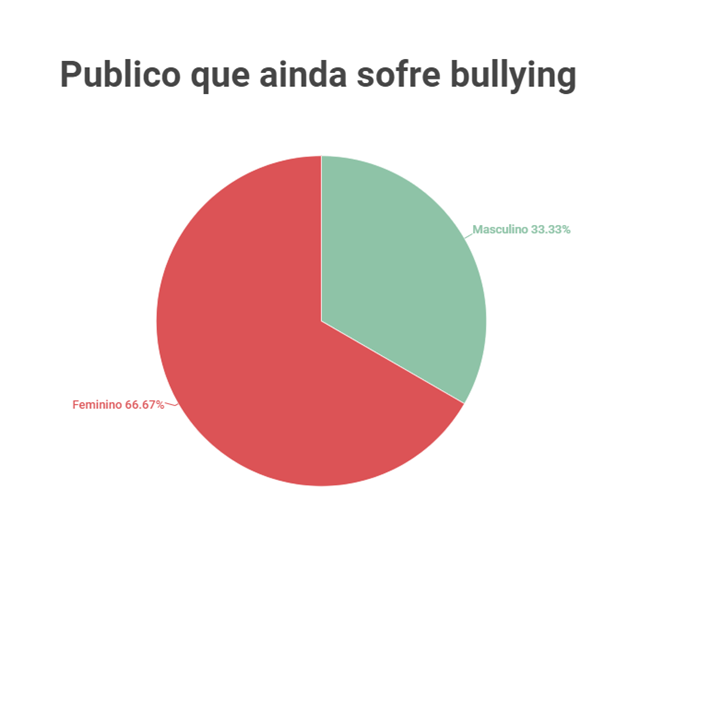 Publico que ainda sofre bullying
Masculino 33.33%
Feminino 66.67%